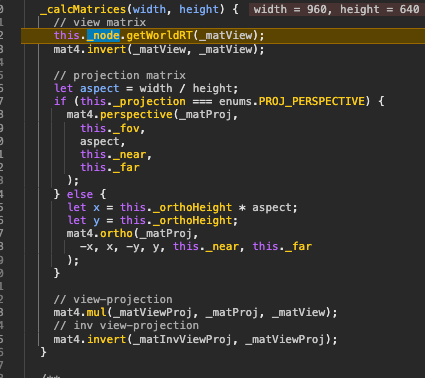 _calcMatrices(width, height) { width = 960, height = 640
// view matrix
this._node.getWorldRT(_matView);
mat4.invert(_matView, _matView);
// projection matrix
let aspect = width / height;
if (this._projection === enums.PROJ_PERSPECTIVE) {
mat4.perspective(_matProj,
this._fov,
aspect,
this._near,
this._far
);
} else {
let x = this._orthoHeight * aspect;
let y = this._orthoHeight;
mat4.ortho(_matProj,
-x, x, -y, y, this._near, this._far
);
}
// view-projection
mat4.mul(_matViewProj, _matProj, _matView);
// inv view-projection
mat4.invert(_matInvViewProj, _matViewProj);
}